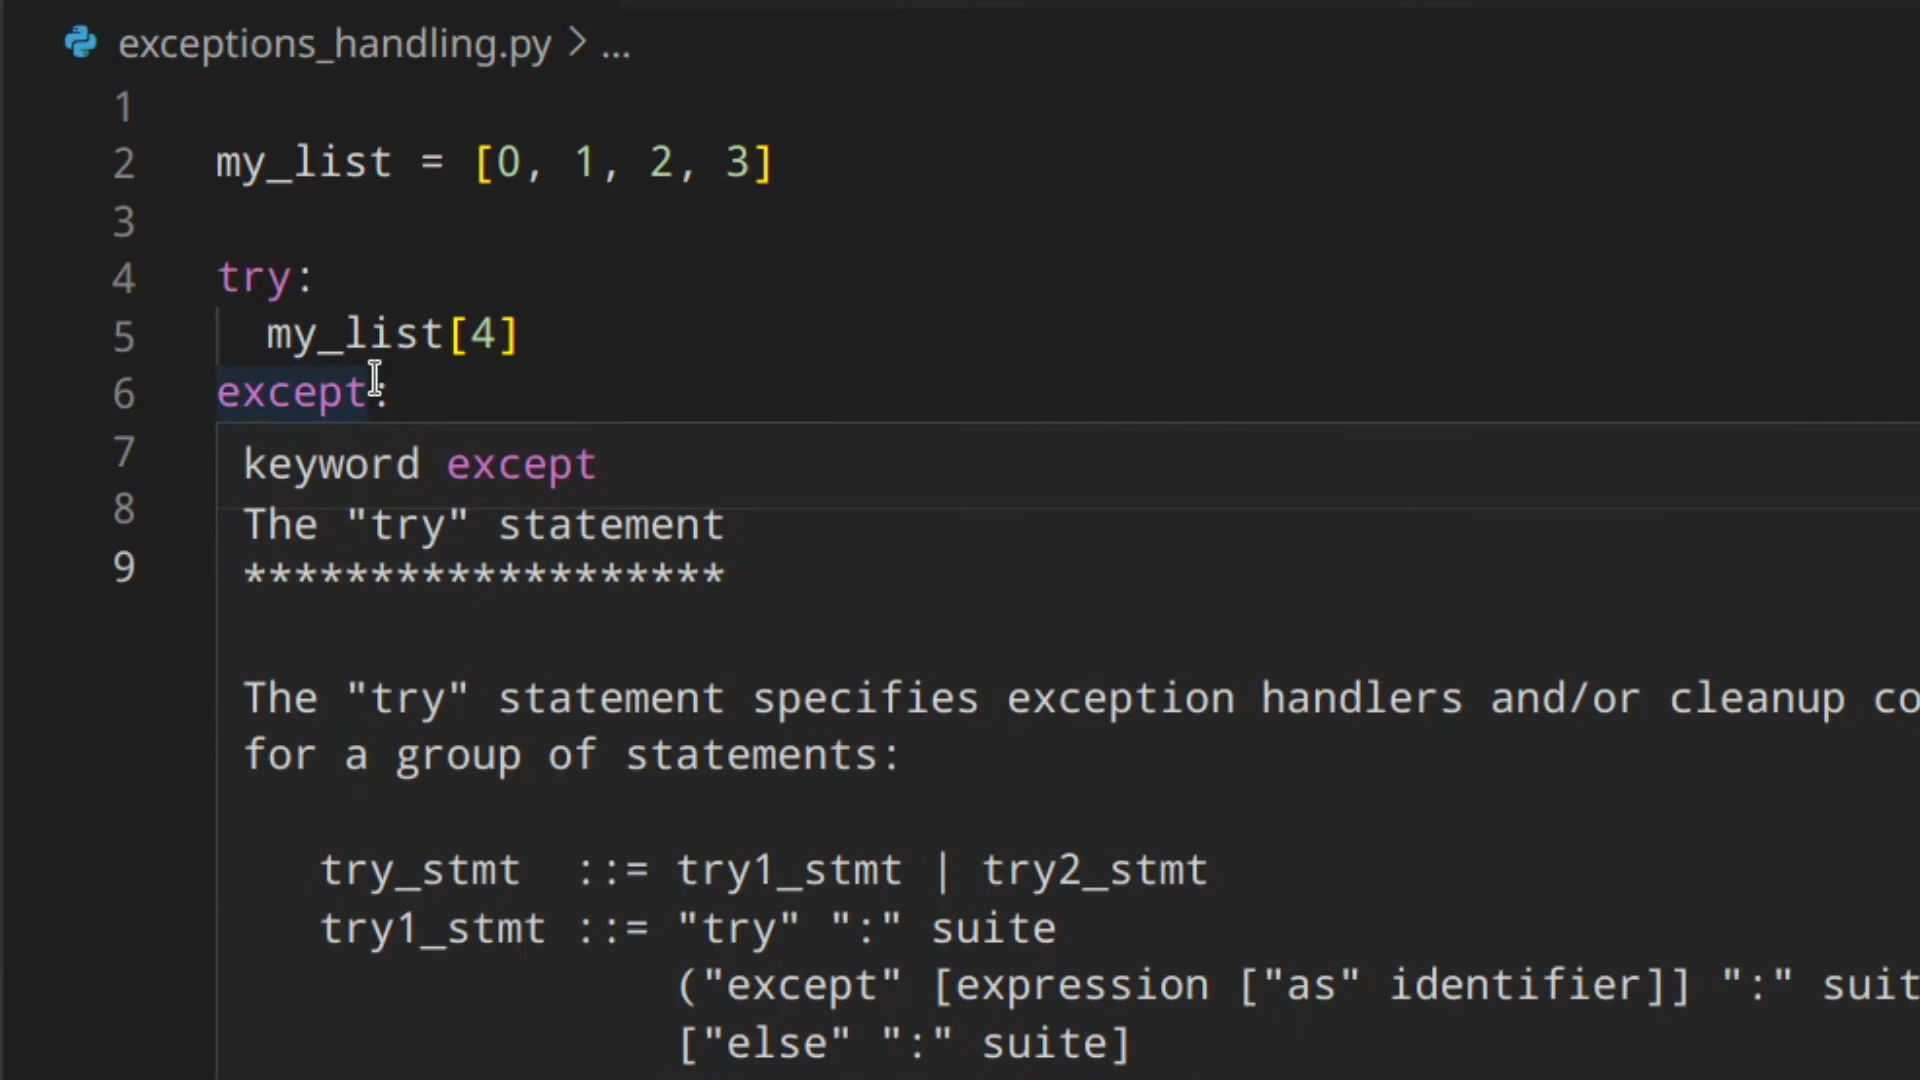 exceptions_handling.py > ...
1
2 my_list = [0, 1, 2, 3]
3
4 try:
5 my_list[4]
6 except:
7 keyword except
8 The "try" statement
9 *******************
The "try" statement specifies exception handlers and/or cleanup co
for a group of statements:
try_stmt ::= try1_stmt | try2_stmt
try1_stmt ::= "try" ":" suite
("except" [expression ["as" identifier]] ":" suit
["else" ":" suite]